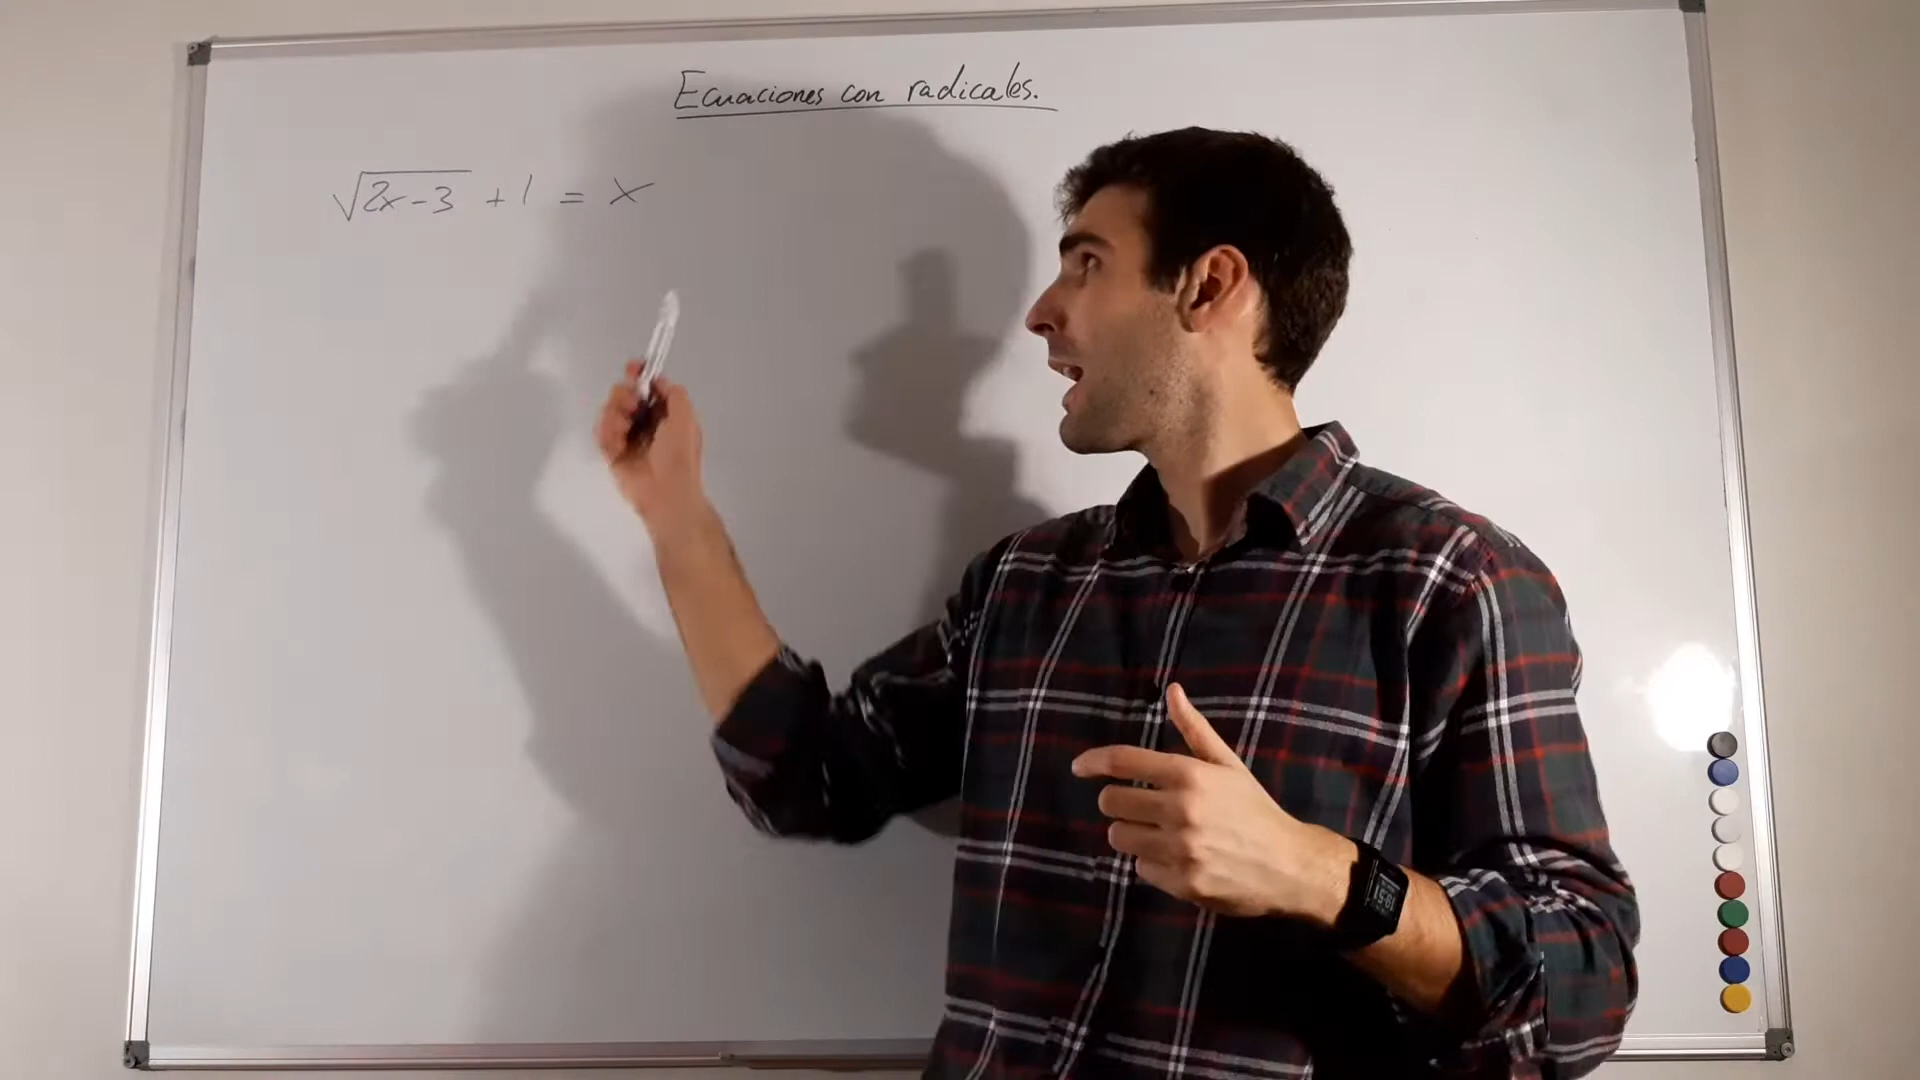 Ecuaciones con radicales.
√2x-3 + 1 = x